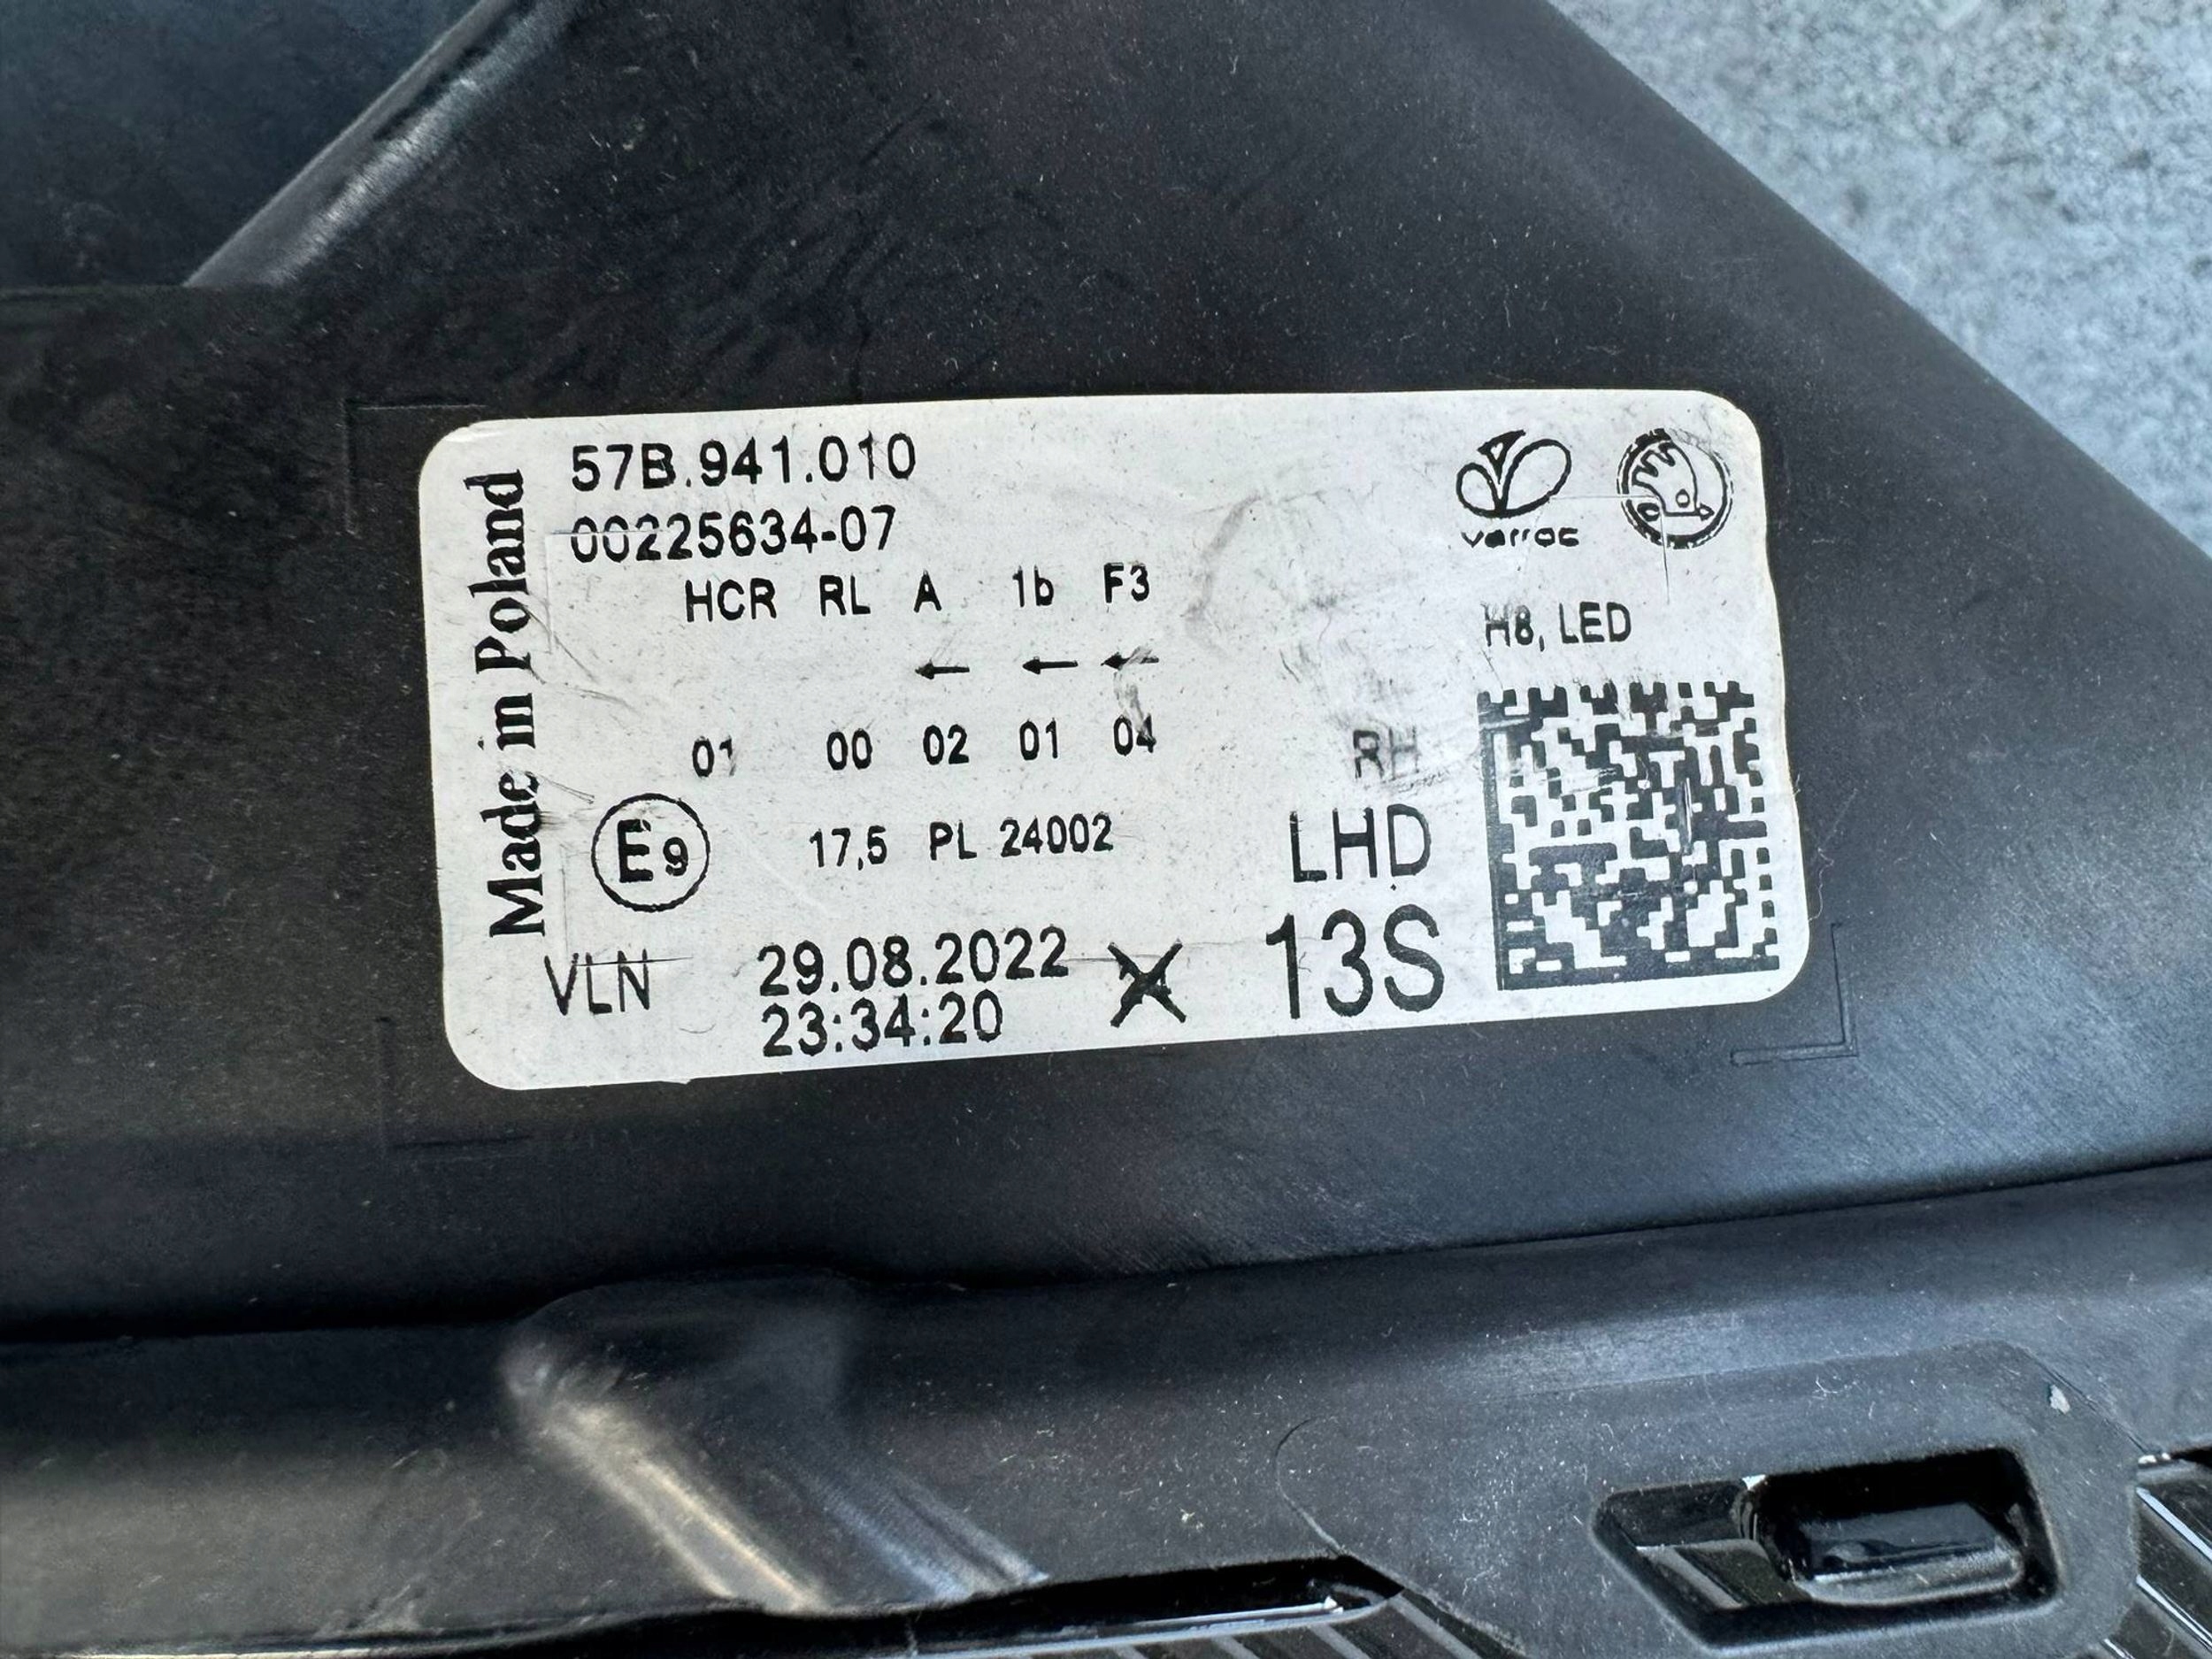 Made in Poland
57B.941.010
00225634-07
varroc
HCR RL A 1b F3
H8, LED
← ← ←
01 00 02 01 04
RH
E9
17,5 PL 24002
LHD
VLN
29.08.2022
23:34:20
13S